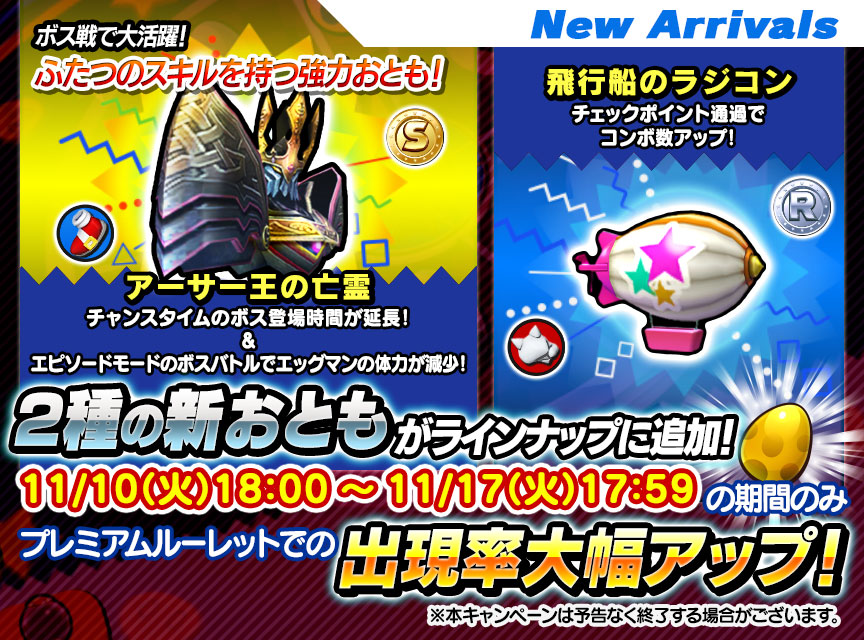 New Arrivals
ボス戦で大活躍!
ふたつのスキルを持つ強力おとも!
S
アーサー王の亡霊
チャンスタイムのボス登場時間が延長!
&
エピソードモードのボスバトルでエッグマンの体力が減少!
飛行船のラジコン
チェックポイント通過で
コンボ数アップ!
R
2種の新おともがラインナップに追加!
11/10(火)18:00 ～ 11/17(火)17:59の期間のみ
プレミアムルーレットでの出現率大幅アップ!
※本キャンペーンは予告なく終了する場合がございます。